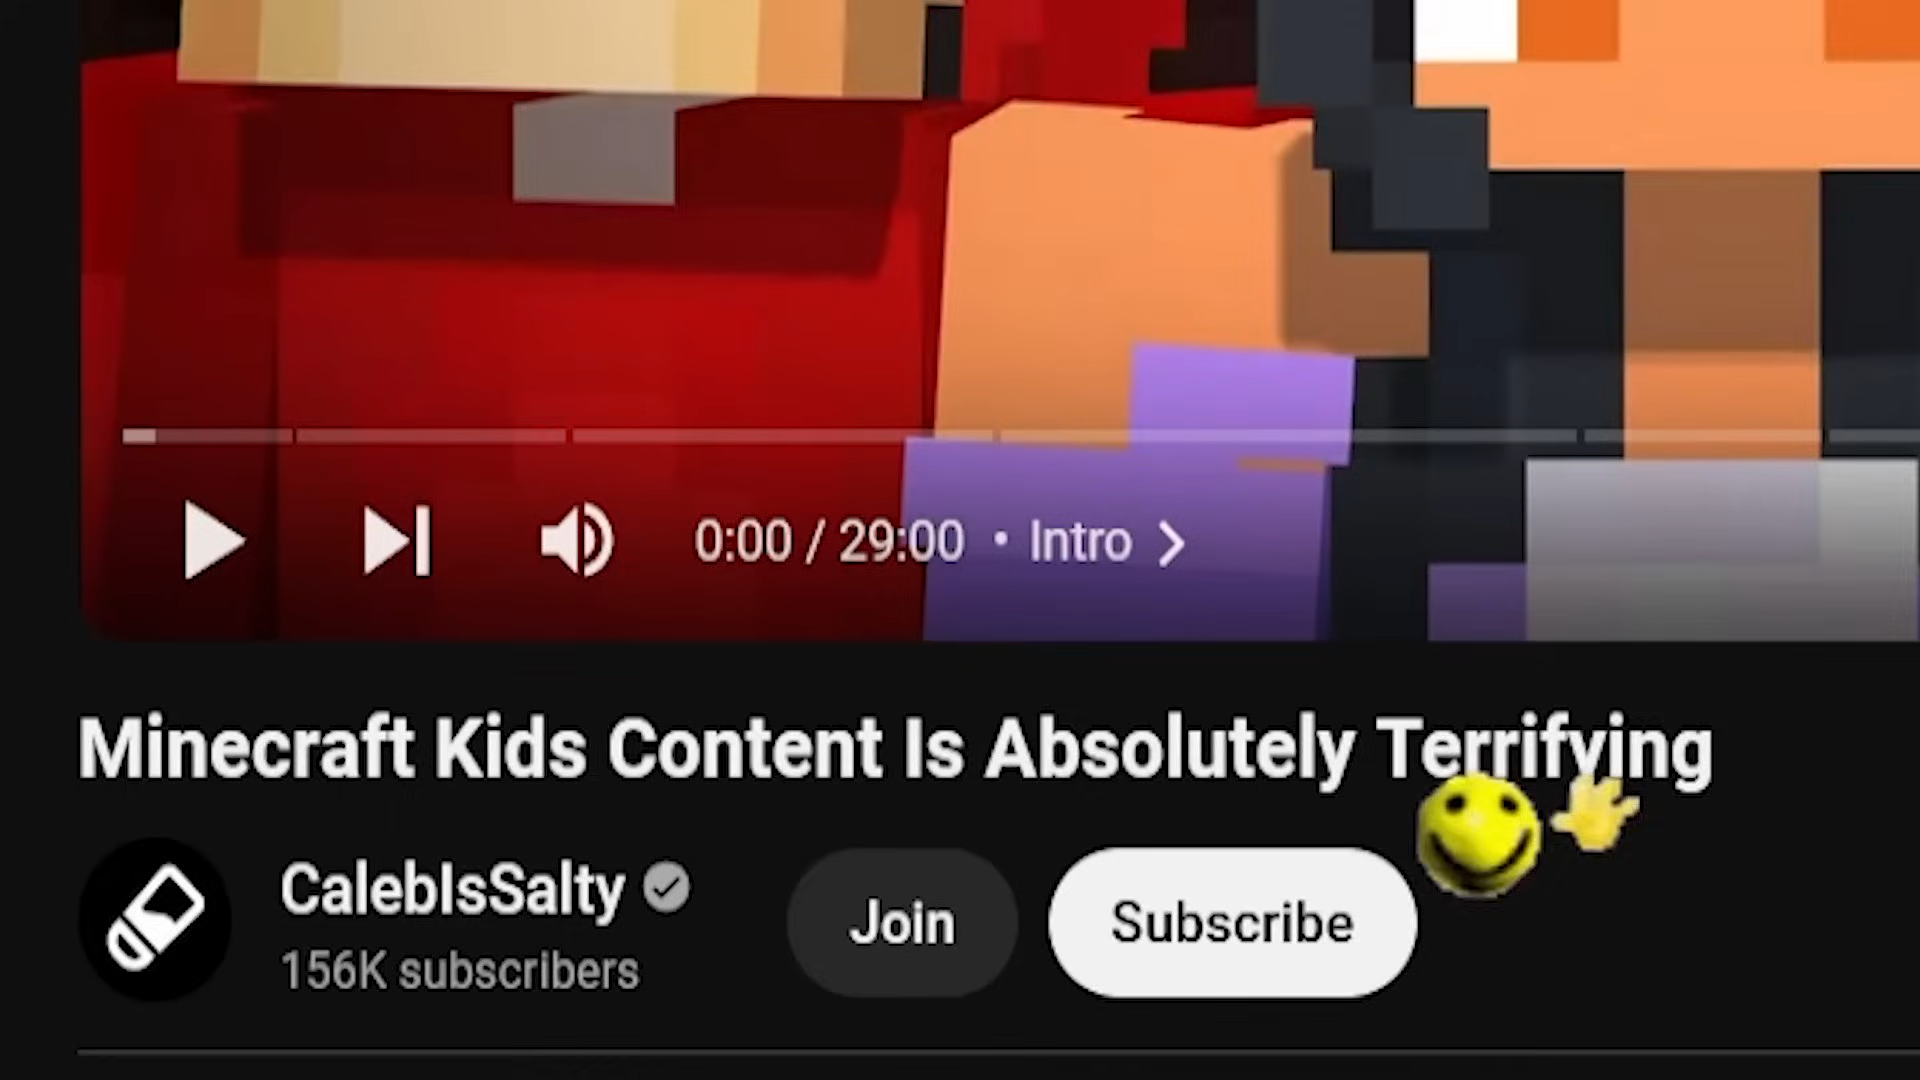 0:00 / 29:00 • Intro
Minecraft Kids Content Is Absolutely Terrifying
CalebIsSalty
156K subscribers
Join
Subscribe